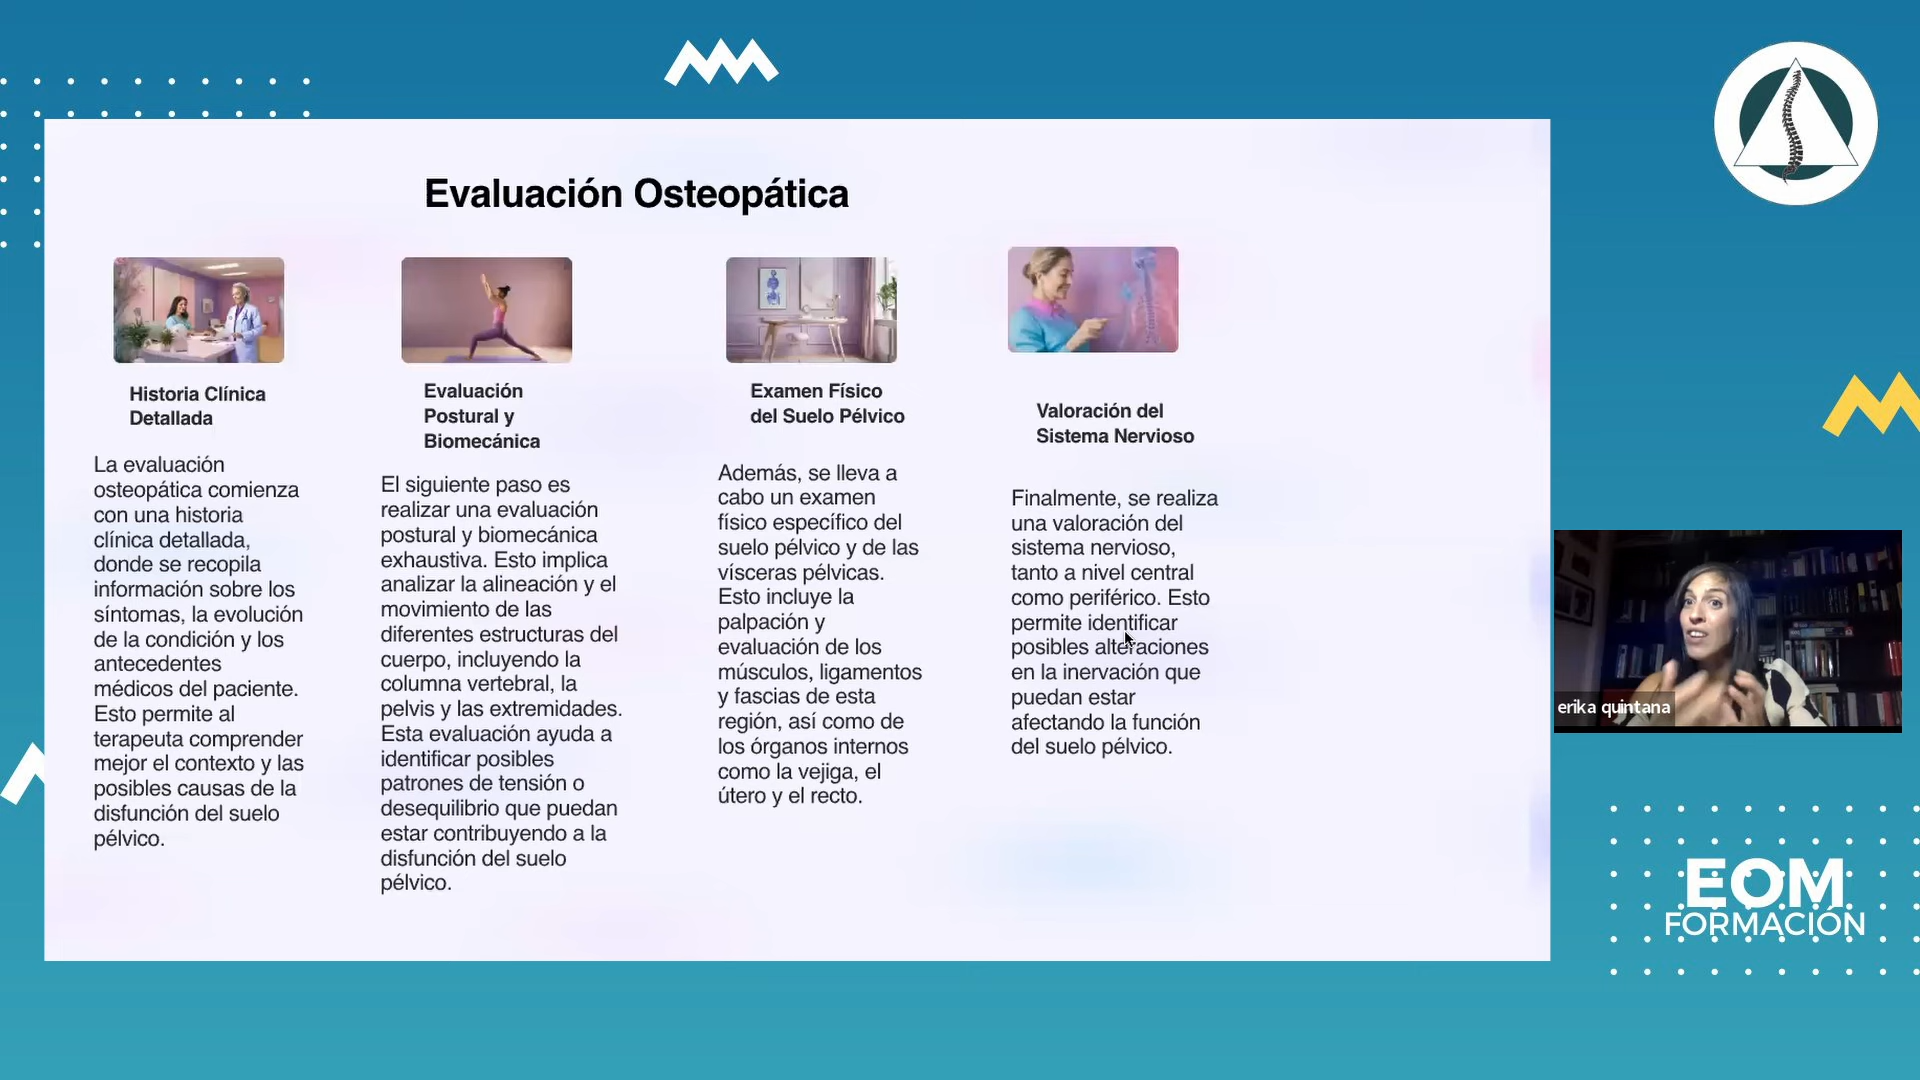 Evaluación Osteopática
Historia Clínica
Detallada
La evaluación
osteopática comienza
con una historia
clínica detallada,
donde se recopila
información sobre los
síntomas, la evolución
de la condición y los
antecedentes
médicos del paciente.
Esto permite al
terapeuta comprender
mejor el contexto y las
posibles causas de la
disfunción del suelo
pélvico.
Evaluación
Postural y
Biomecánica
El siguiente paso es
realizar una evaluación
postural y biomecánica
exhaustiva. Esto implica
analizar la alineación y el
movimiento de las
diferentes estructuras del
cuerpo, incluyendo la
columna vertebral, la
pelvis y las extremidades.
Esta evaluación ayuda a
identificar posibles
patrones de tensión o
desequilibrio que puedan
estar contribuyendo a la
disfunción del suelo
pélvico.
Examen Físico
del Suelo Pélvico
Además, se lleva a
cabo un examen
físico específico del
suelo pélvico y de las
vísceras pélvicas.
Esto incluye la
palpación y
evaluación de los
músculos, ligamentos
y fascias de esta
región, así como de
los órganos internos
como la vejiga, el
útero y el recto.
Valoración del
Sistema Nervioso
Finalmente, se realiza
una valoración del
sistema nervioso,
tanto a nivel central
como periférico. Esto
permite identificar
posibles alteraciones
en la inervación que
puedan estar
afectando la función
del suelo pélvico.
erika quintana
EOM
FORMACIÓN